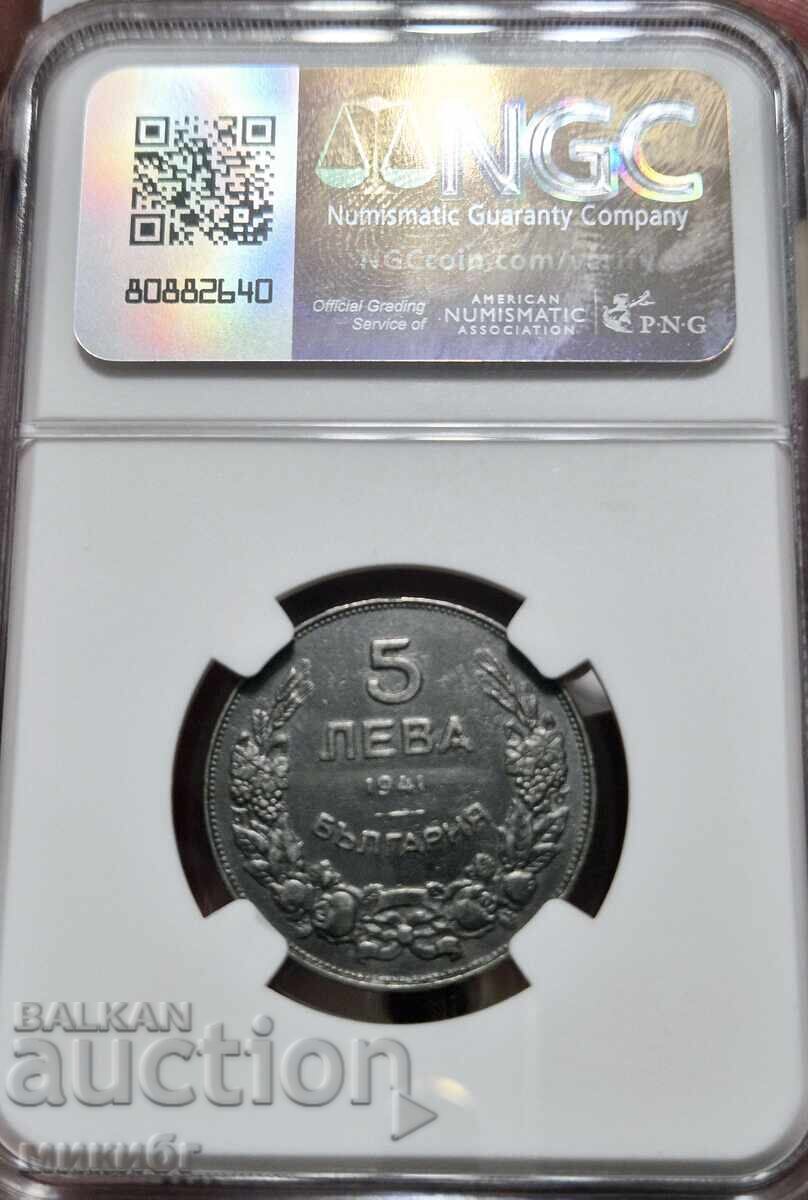 NGC
Numismatic Guaranty Company
NGCcoin.com/verify
80882640
Official Grading
Service of
AMERICAN
NUMISMATIC
ASSOCIATION
P·N·G
5
ЛЕВА
1941
БЪЛГАРИЯ
BALKAN
auction
микибг